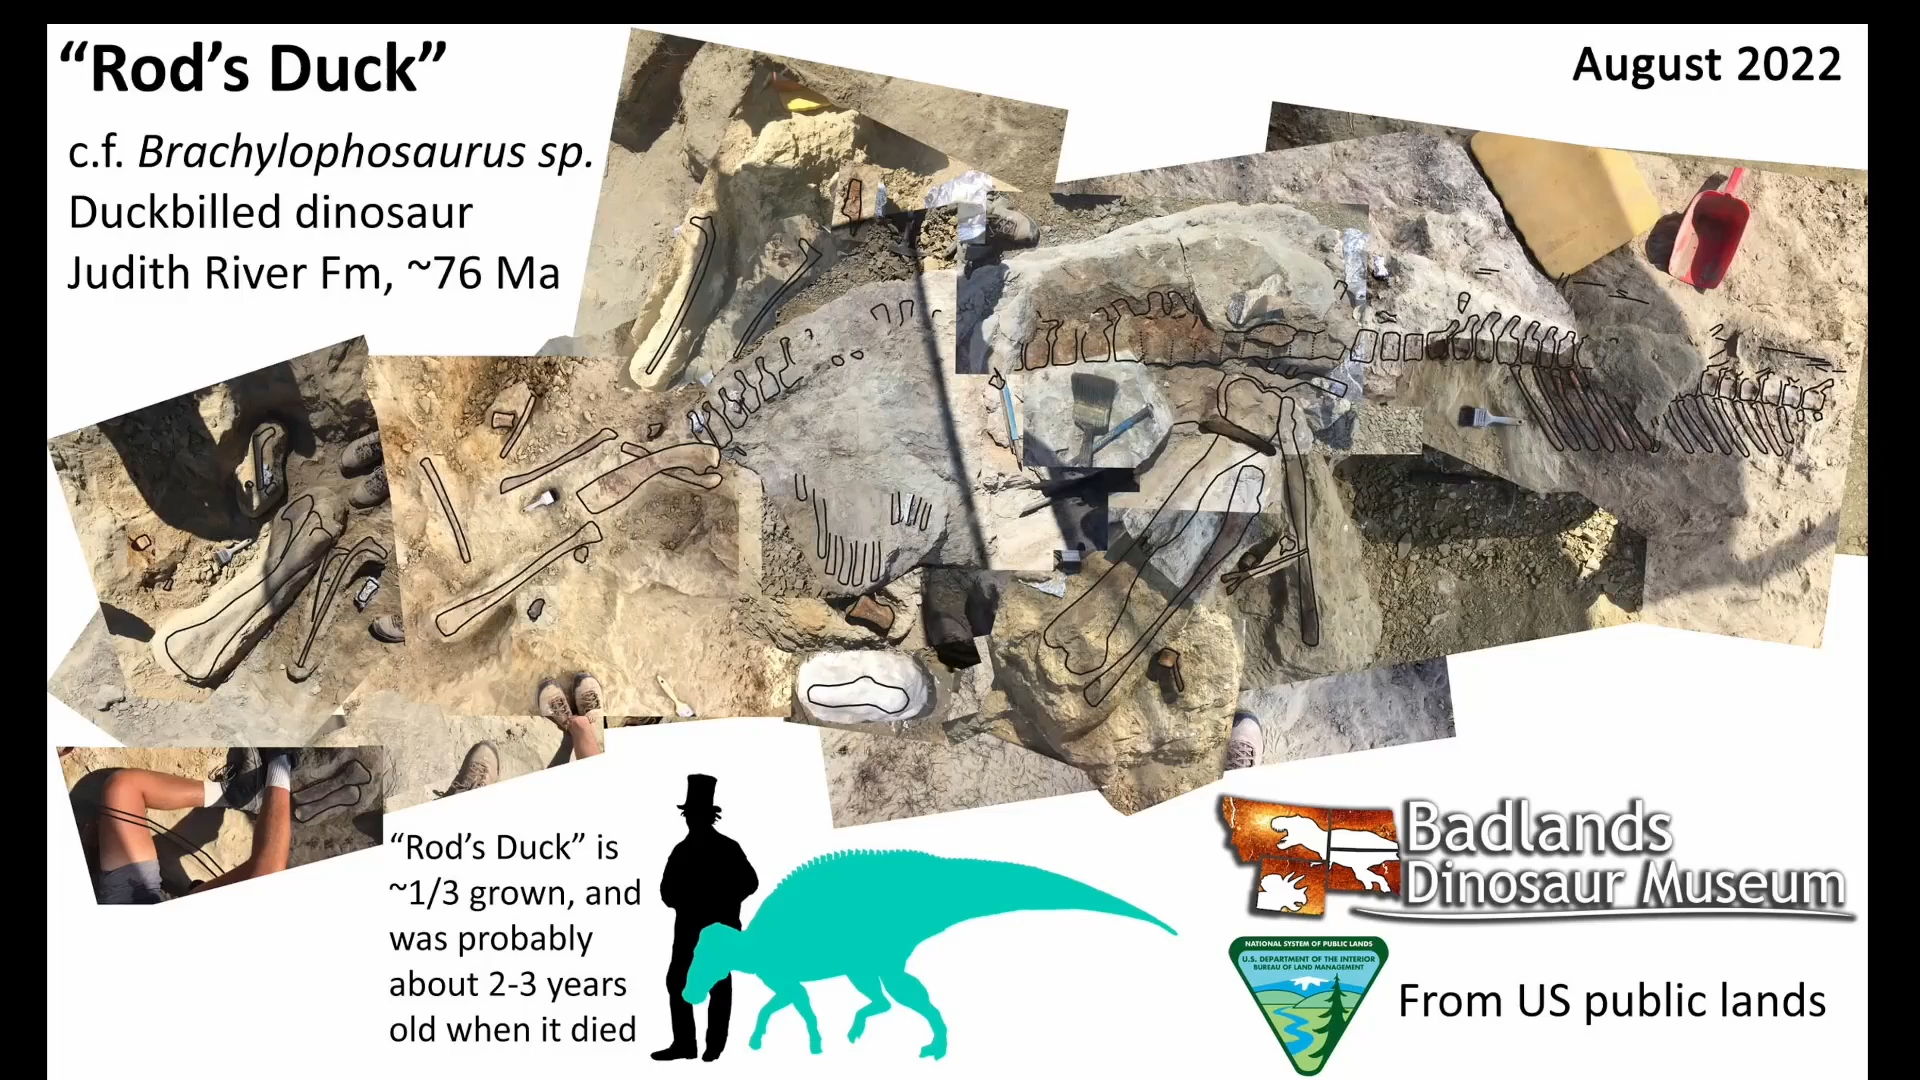 “Rod’s Duck”
August 2022
c.f. Brachylophosaurus sp.
Duckbilled dinosaur
Judith River Fm, ~76 Ma
“Rod’s Duck” is
~1/3 grown, and
was probably
about 2-3 years
old when it died
Badlands
Dinosaur Museum
NATIONAL SYSTEM OF PUBLIC LANDS
U.S. DEPARTMENT OF THE INTERIOR
BUREAU OF LAND MANAGEMENT
From US public lands